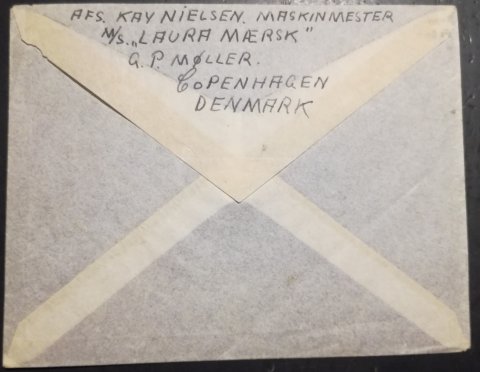 AFS. KAY NIELSEN. MASKINMESTER
M/S. „LAURA MÆRSK"
A. P. MØLLER.
COPENHAGEN
DENMARK